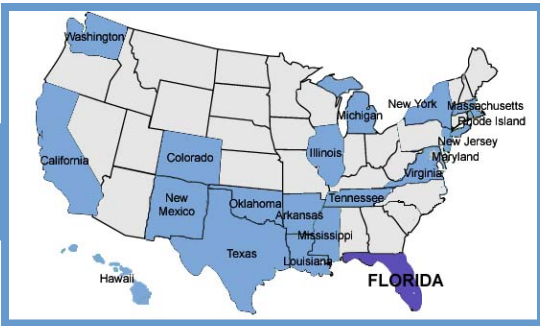 Washington
New York
Massachusetts
Michigan
Rhode Island
New Jersey
Illinois
Maryland
California
Colorado
Virginia
New
Mexico
Oklahoma
Tennessee
Arkansas
Mississippi
Texas
Louisiana
Hawaii
FLORIDA